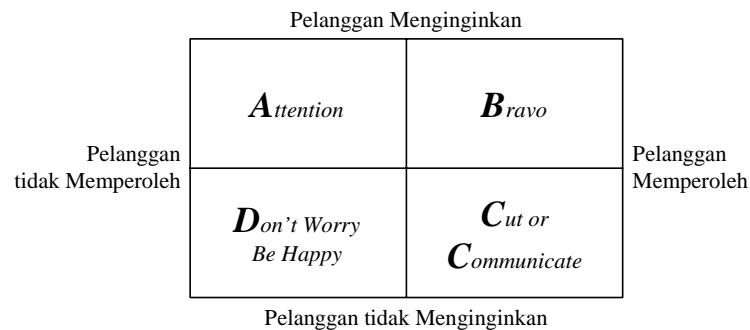 Pelanggan Menginginkan
Attention
Bravo
Pelanggan
tidak Memperoleh
Pelanggan
Memperoleh
Don't Worry
Be Happy
Cut or
Communicate
Pelanggan tidak Menginginkan